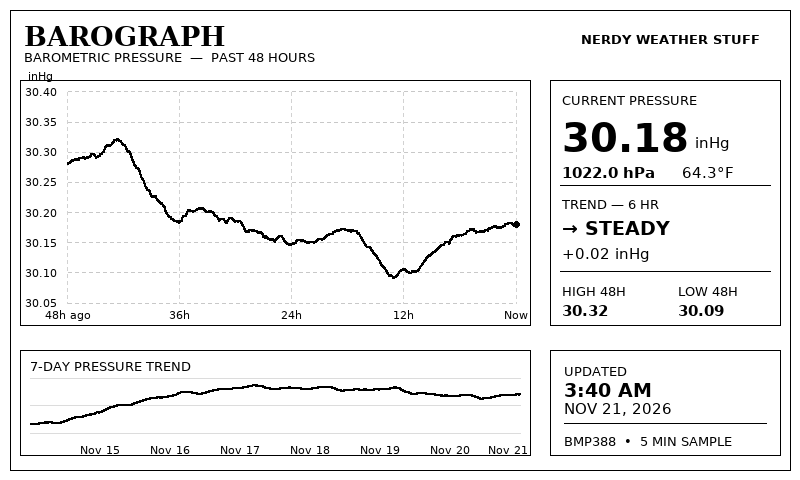 BAROGRAPH
BAROMETRIC PRESSURE — PAST 48 HOURS
NERDY WEATHER STUFF
inHg
30.40
30.35
30.30
30.25
30.20
30.15
30.10
30.05
48h ago 36h 24h 12h Now
CURRENT PRESSURE
30.18 inHg
1022.0 hPa 64.3°F
TREND — 6 HR
→ STEADY
+0.02 inHg
HIGH 48H LOW 48H
30.32 30.09
7-DAY PRESSURE TREND
Nov 15 Nov 16 Nov 17 Nov 18 Nov 19 Nov 20 Nov 21
UPDATED
3:40 AM
NOV 21, 2026
BMP388 • 5 MIN SAMPLE